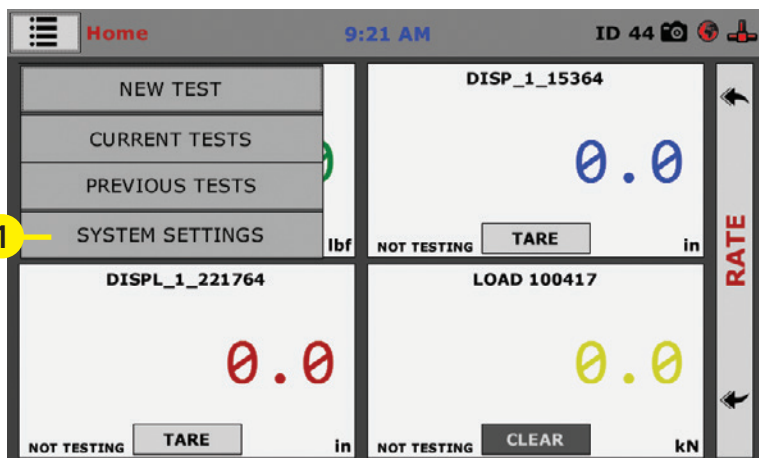 Home 9:21 AM ID 44
NEW TEST
CURRENT TESTS
PREVIOUS TESTS
1 SYSTEM SETTINGS
lbf
DISP_1_15364
0.0
NOT TESTING TARE in
RATE
DISPL_1_221764
0.0
NOT TESTING TARE in
LOAD 100417
0.0
NOT TESTING CLEAR kN